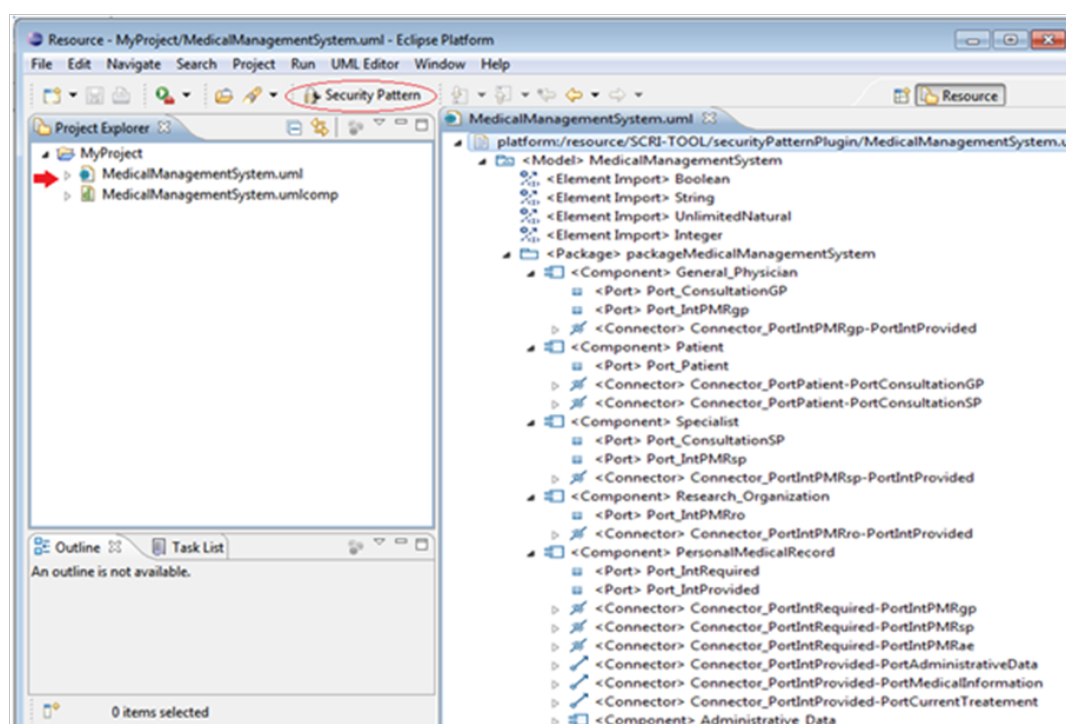 Resource - MyProject/MedicalManagementSystem.uml - Eclipse Platform
File Edit Navigate Search Project Run UML Editor Window Help
Security Pattern
Resource
Project Explorer
MyProject
MedicalManagementSystem.uml
MedicalManagementSystem.umlcomp
Outline Task List
An outline is not available.
0 items selected
MedicalManagementSystem.uml
platform:/resource/SCRI-TOOL/securityPatternPlugin/MedicalManagementSystem.u
<Model> MedicalManagementSystem
<Element Import> Boolean
<Element Import> String
<Element Import> UnlimitedNatural
<Element Import> Integer
<Package> packageMedicalManagementSystem
<Component> General_Physician
<Port> Port_ConsultationGP
<Port> Port_IntPMRgp
<Connector> Connector_PortIntPMRgp-PortIntProvided
<Component> Patient
<Port> Port_Patient
<Connector> Connector_PortPatient-PortConsultationGP
<Connector> Connector_PortPatient-PortConsultationSP
<Component> Specialist
<Port> Port_ConsultationSP
<Port> Port_IntPMRsp
<Connector> Connector_PortIntPMRsp-PortIntProvided
<Component> Research_Organization
<Port> Port_IntPMRro
<Connector> Connector_PortIntPMRro-PortIntProvided
<Component> PersonalMedicalRecord
<Port> Port_IntRequired
<Port> Port_IntProvided
<Connector> Connector_PortIntRequired-PortIntPMRgp
<Connector> Connector_PortIntRequired-PortIntPMRsp
<Connector> Connector_PortIntRequired-PortIntPMRae
<Connector> Connector_PortIntProvided-PortAdministrativeData
<Connector> Connector_PortIntProvided-PortMedicalInformation
<Connector> Connector_PortIntProvided-PortCurrentTreatement
<Component> Administrative_Data